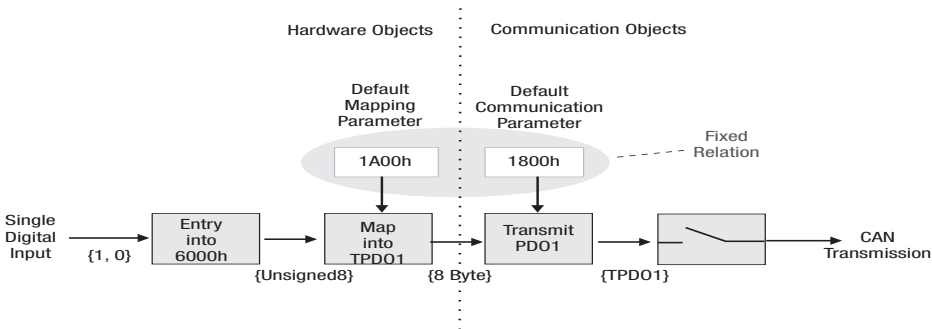 Hardware Objects
Communication Objects
Default
Mapping
Parameter
Default
Communication
Parameter
Fixed
Relation
1A00h
1800h
Single
Digital
Input
{1, 0}
Entry
into
6000h
{Unsigned8}
Map
into
TPDO1
{8 Byte}
Transmit
PDO1
{TPDO1}
CAN
Transmission